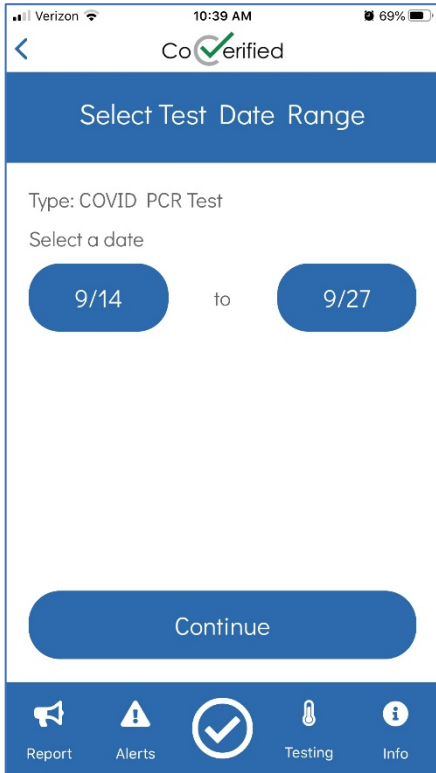 Verizon 10:39 AM 69%
CoVerified
Select Test Date Range
Type: COVID PCR Test
Select a date
9/14 to 9/27
Continue
Report Alerts Testing Info